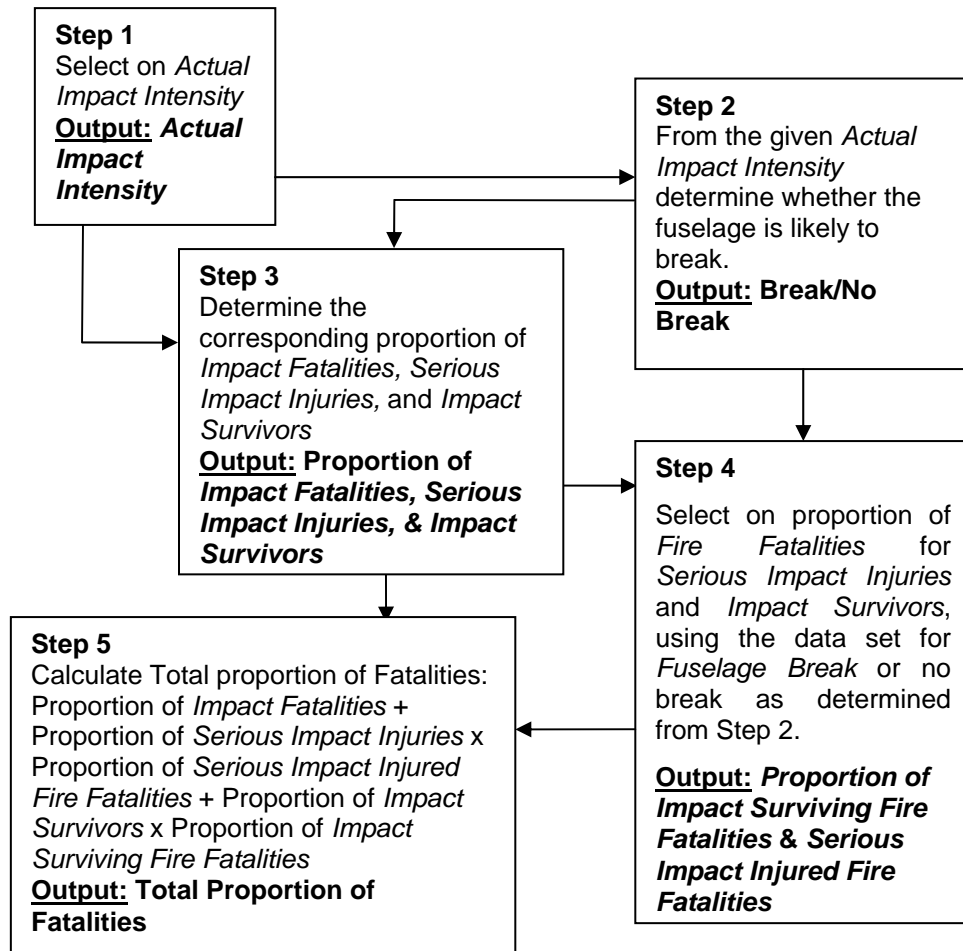 Step 1
Select on Actual
Impact Intensity
Output: Actual
Impact
Intensity
Step 2
From the given Actual
Impact Intensity
determine whether the
fuselage is likely to
break.
Output: Break/No
Break
Step 3
Determine the
corresponding proportion of
Impact Fatalities, Serious
Impact Injuries, and Impact
Survivors
Output: Proportion of
Impact Fatalities, Serious
Impact Injuries, & Impact
Survivors
Step 4
Select on proportion of
Fire Fatalities for
Serious Impact Injuries
and Impact Survivors,
using the data set for
Fuselage Break or no
break as determined
from Step 2.
Output: Proportion of
Impact Surviving Fire
Fatalities & Serious
Impact Injured Fire
Fatalities
Step 5
Calculate Total proportion of Fatalities:
Proportion of Impact Fatalities +
Proportion of Serious Impact Injuries x
Proportion of Serious Impact Injured
Fire Fatalities + Proportion of Impact
Survivors x Proportion of Impact
Surviving Fire Fatalities
Output: Total Proportion of
Fatalities